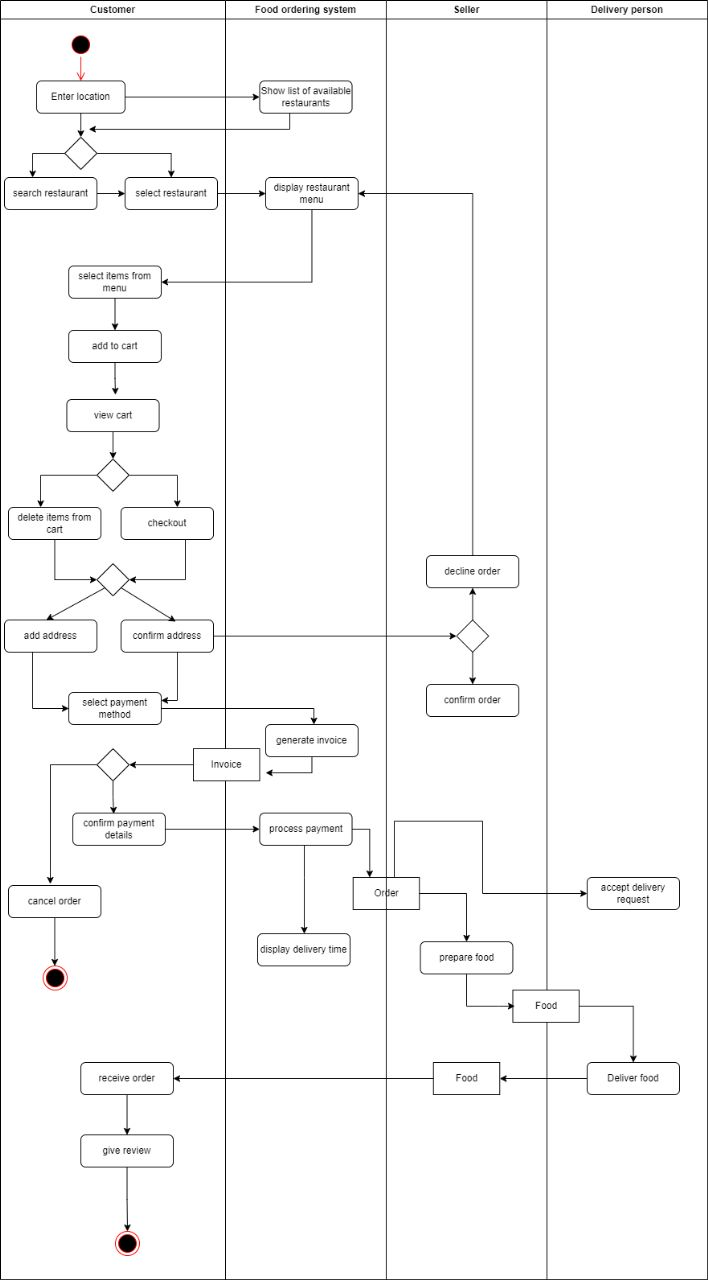 Customer
Food ordering system
Seller
Delivery person
Enter location
Show list of available
restaurants
search restaurant
select restaurant
display restaurant
menu
select items from
menu
add to cart
view cart
delete items from
cart
checkout
decline order
add address
confirm address
confirm order
select payment
method
generate invoice
Invoice
confirm payment
details
process payment
Order
accept delivery
request
cancel order
display delivery time
prepare food
Food
receive order
Food
Deliver food
give review